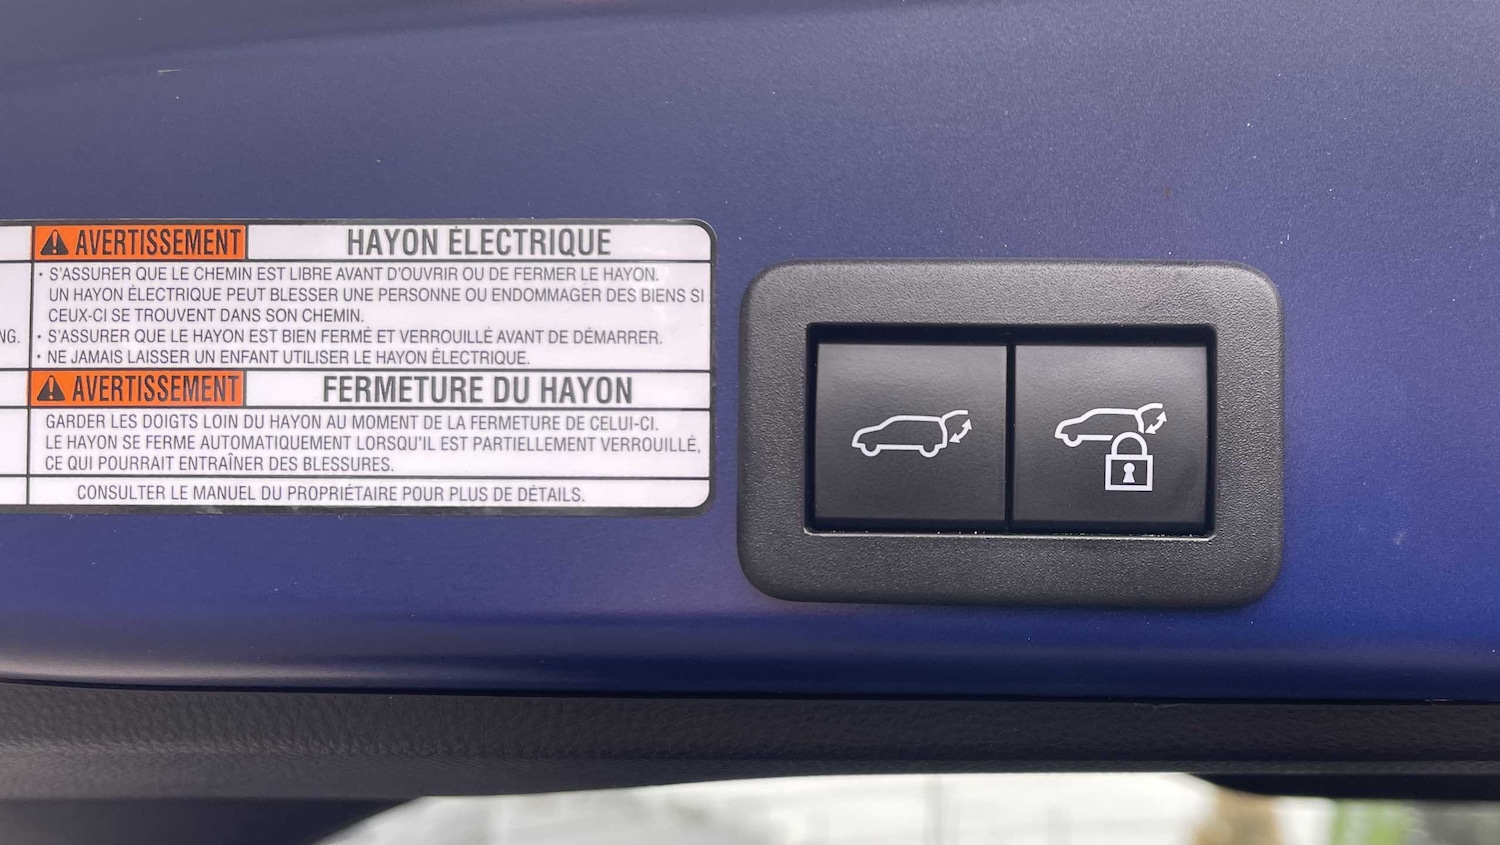 AVERTISSEMENT HAYON ÉLECTRIQUE
• S'ASSURER QUE LE CHEMIN EST LIBRE AVANT D'OUVRIR OU DE FERMER LE HAYON.
UN HAYON ÉLECTRIQUE PEUT BLESSER UNE PERSONNE OU ENDOMMAGER DES BIENS SI
CEUX-CI SE TROUVENT DANS SON CHEMIN.
• S'ASSURER QUE LE HAYON EST BIEN FERMÉ ET VERROUILLÉ AVANT DE DÉMARRER.
• NE JAMAIS LAISSER UN ENFANT UTILISER LE HAYON ÉLECTRIQUE.
AVERTISSEMENT FERMETURE DU HAYON
GARDER LES DOIGTS LOIN DU HAYON AU MOMENT DE LA FERMETURE DE CELUI-CI.
LE HAYON SE FERME AUTOMATIQUEMENT LORSQU'IL EST PARTIELLEMENT VERROUILLÉ,
CE QUI POURRAIT ENTRAÎNER DES BLESSURES.
CONSULTER LE MANUEL DU PROPRIÉTAIRE POUR PLUS DE DÉTAILS.